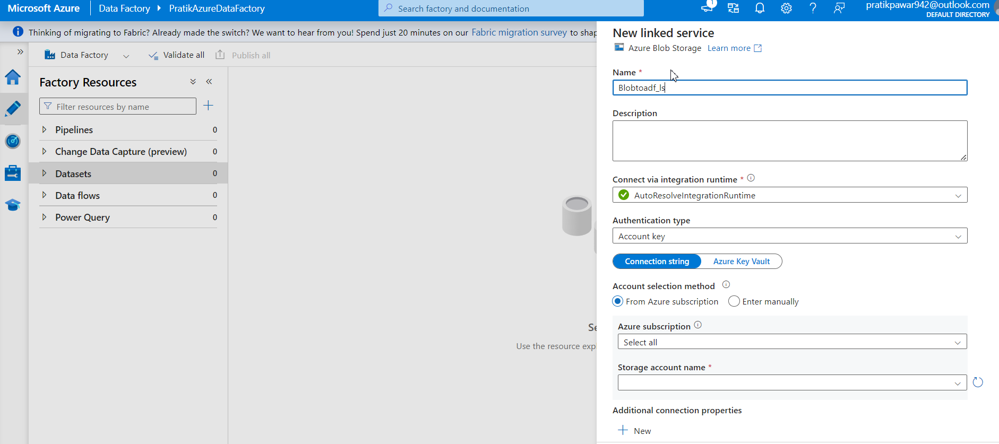 Microsoft Azure
Data Factory
PratikAzureDataFactory
Search factory and documentation
1
pratikpawar942@outlook.com
DEFAULT DIRECTORY
Thinking of migrating to Fabric? Already made the switch? We want to hear from you! Spend just 20 minutes on our Fabric migration survey to shap
Data Factory
Validate all
Publish all
Factory Resources
Filter resources by name
Pipelines 0
Change Data Capture (preview) 0
Datasets 0
Data flows 0
Power Query 0
Se
Use the resource exp
New linked service
Azure Blob Storage Learn more
Name *
Blobtoadf_ls
Description
Connect via integration runtime *
AutoResolveIntegrationRuntime
Authentication type
Account key
Connection string
Azure Key Vault
Account selection method
From Azure subscription
Enter manually
Azure subscription
Select all
Storage account name *
Additional connection properties
New